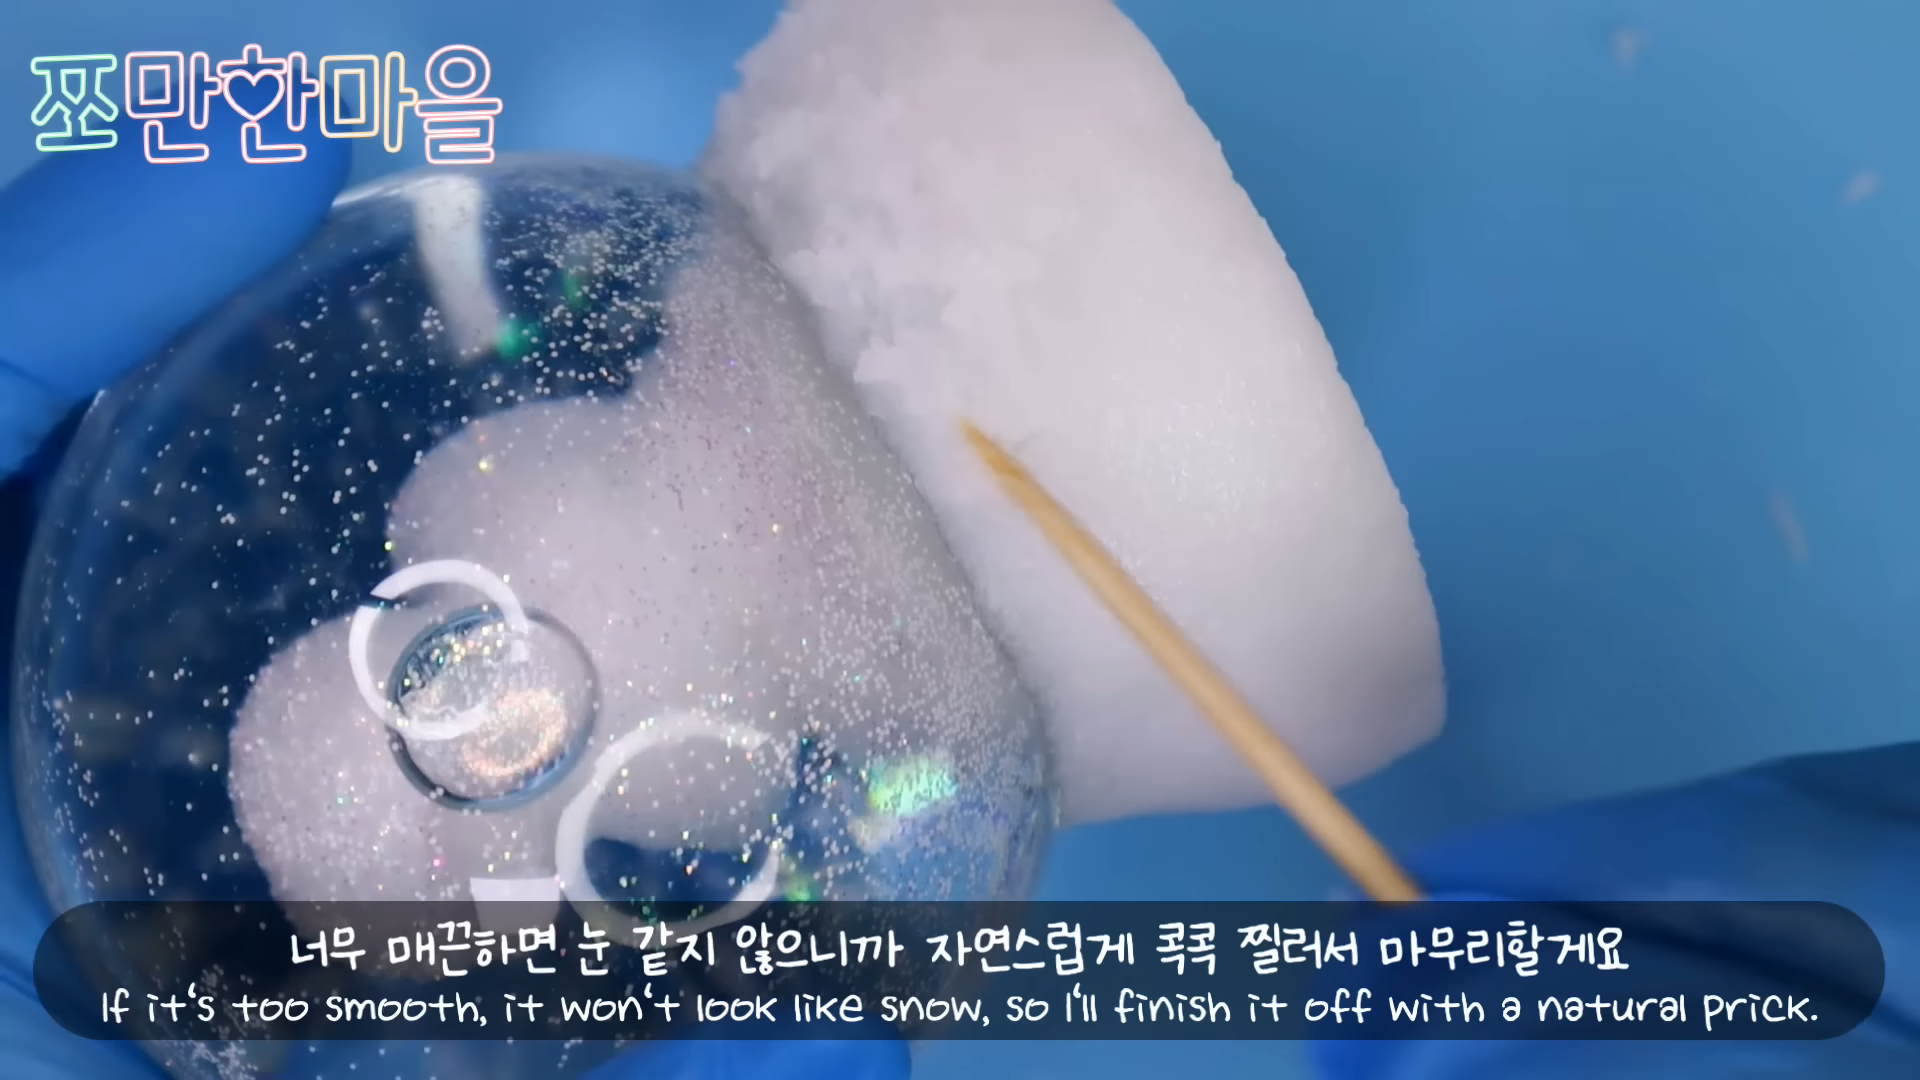 쪼만한마을
너무 매끈하면 눈 같지 않으니까 자연스럽게 콕콕 찔러서 마무리할게요
If it's too smooth, it won't look like snow, so I'll finish it off with a natural prick.